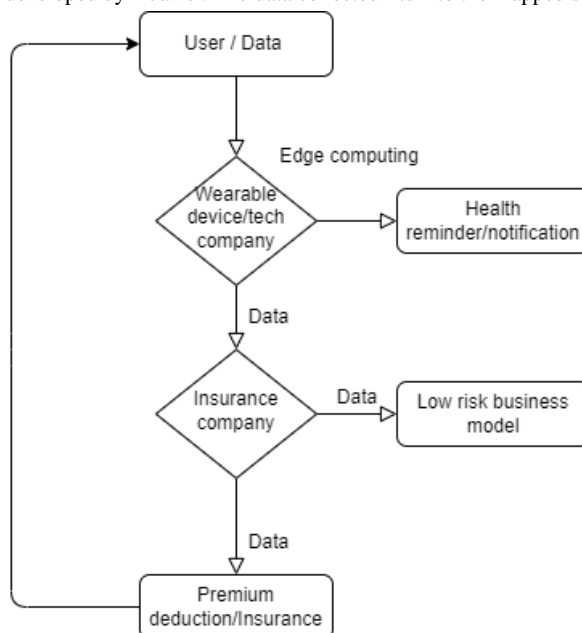 User / Data
Edge computing
Wearable
device/tech
company
Health
reminder/notification
Data
Insurance
company
Data
Low risk business
model
Data
Premium
deduction/Insurance